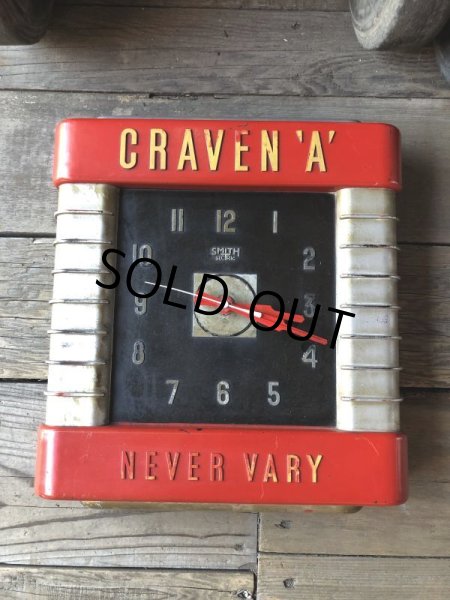 CRAVEN 'A'
11 12 1
10 SMITH 2
9 3
8 4
7 6 5
NEVER VARY
SOLD OUT